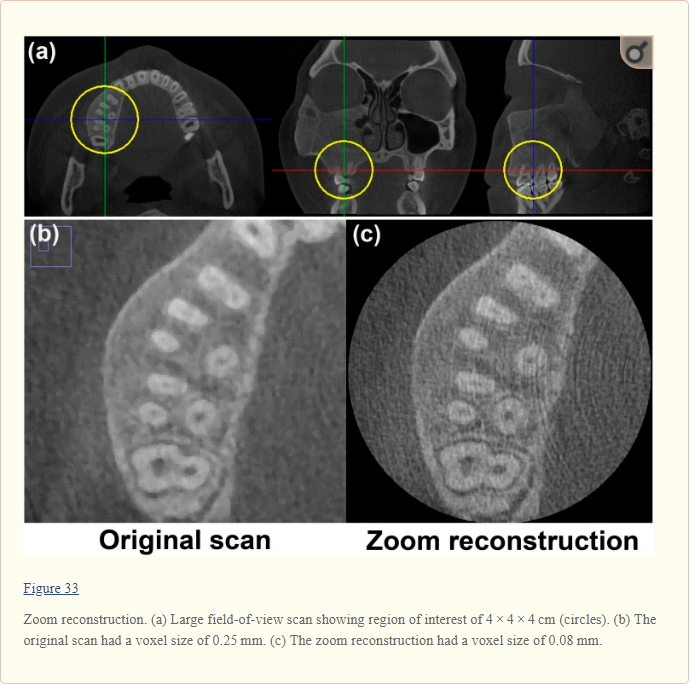 (a)
(b)
(c)
Original scan
Zoom reconstruction
Figure 33
Zoom reconstruction. (a) Large field-of-view scan showing region of interest of 4 × 4 × 4 cm (circles). (b) The
original scan had a voxel size of 0.25 mm. (c) The zoom reconstruction had a voxel size of 0.08 mm.